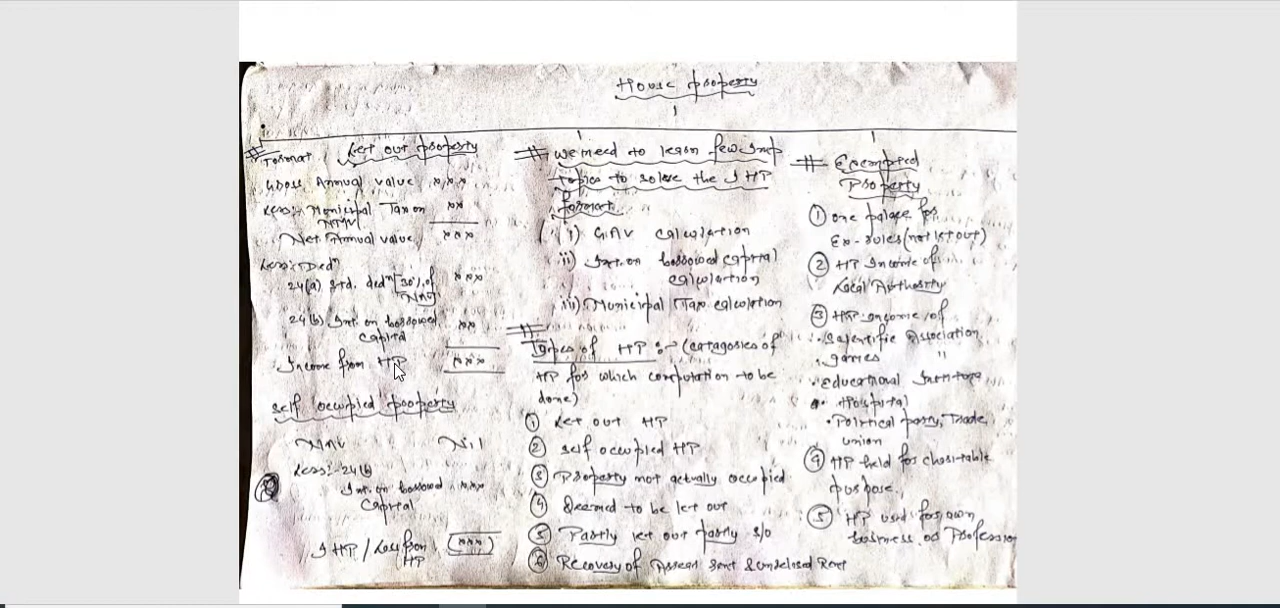 House property
# Format Let out property
Gross Annual value xxx
Less:- Municipal Tax on xx
NMV
Net Annual value xxx
Less: Dedn
24(a) Std. dedn [30% of xxx
NAV]
24(b) Int. on borrowed xx
capital
Income from HP xxx
self occupied property
NAV Nil
Less:- 24(b)
Int. on borrowed xxx
capital
I HP / Loss from xxx
HP
# we need to learn few Imp
topics to solve the I HP
format.
(i) GAV calculation
ii) Int. on borrowed capital
calculation
iii) Municipal Tax calculation
#
Types of HP :- (catagories of
HP for which computation to be
done)
① Let out HP
② self occupied HP
③ Property not actually occupied
④ deemed to be let out
⑤ Partly let out partly s/o
⑥ Recovery of Arrear rent & Rent
# Exempted
Property
① one palace for
Ex-rulers (not let out)
② HP Income of
Local Authority
③ HP income of
• Scientific Association
• games "
• educational
• Hospital
• Political party, Trade
union
④ HP held for charitable
purpose.
⑤ HP used for own
business or Profession